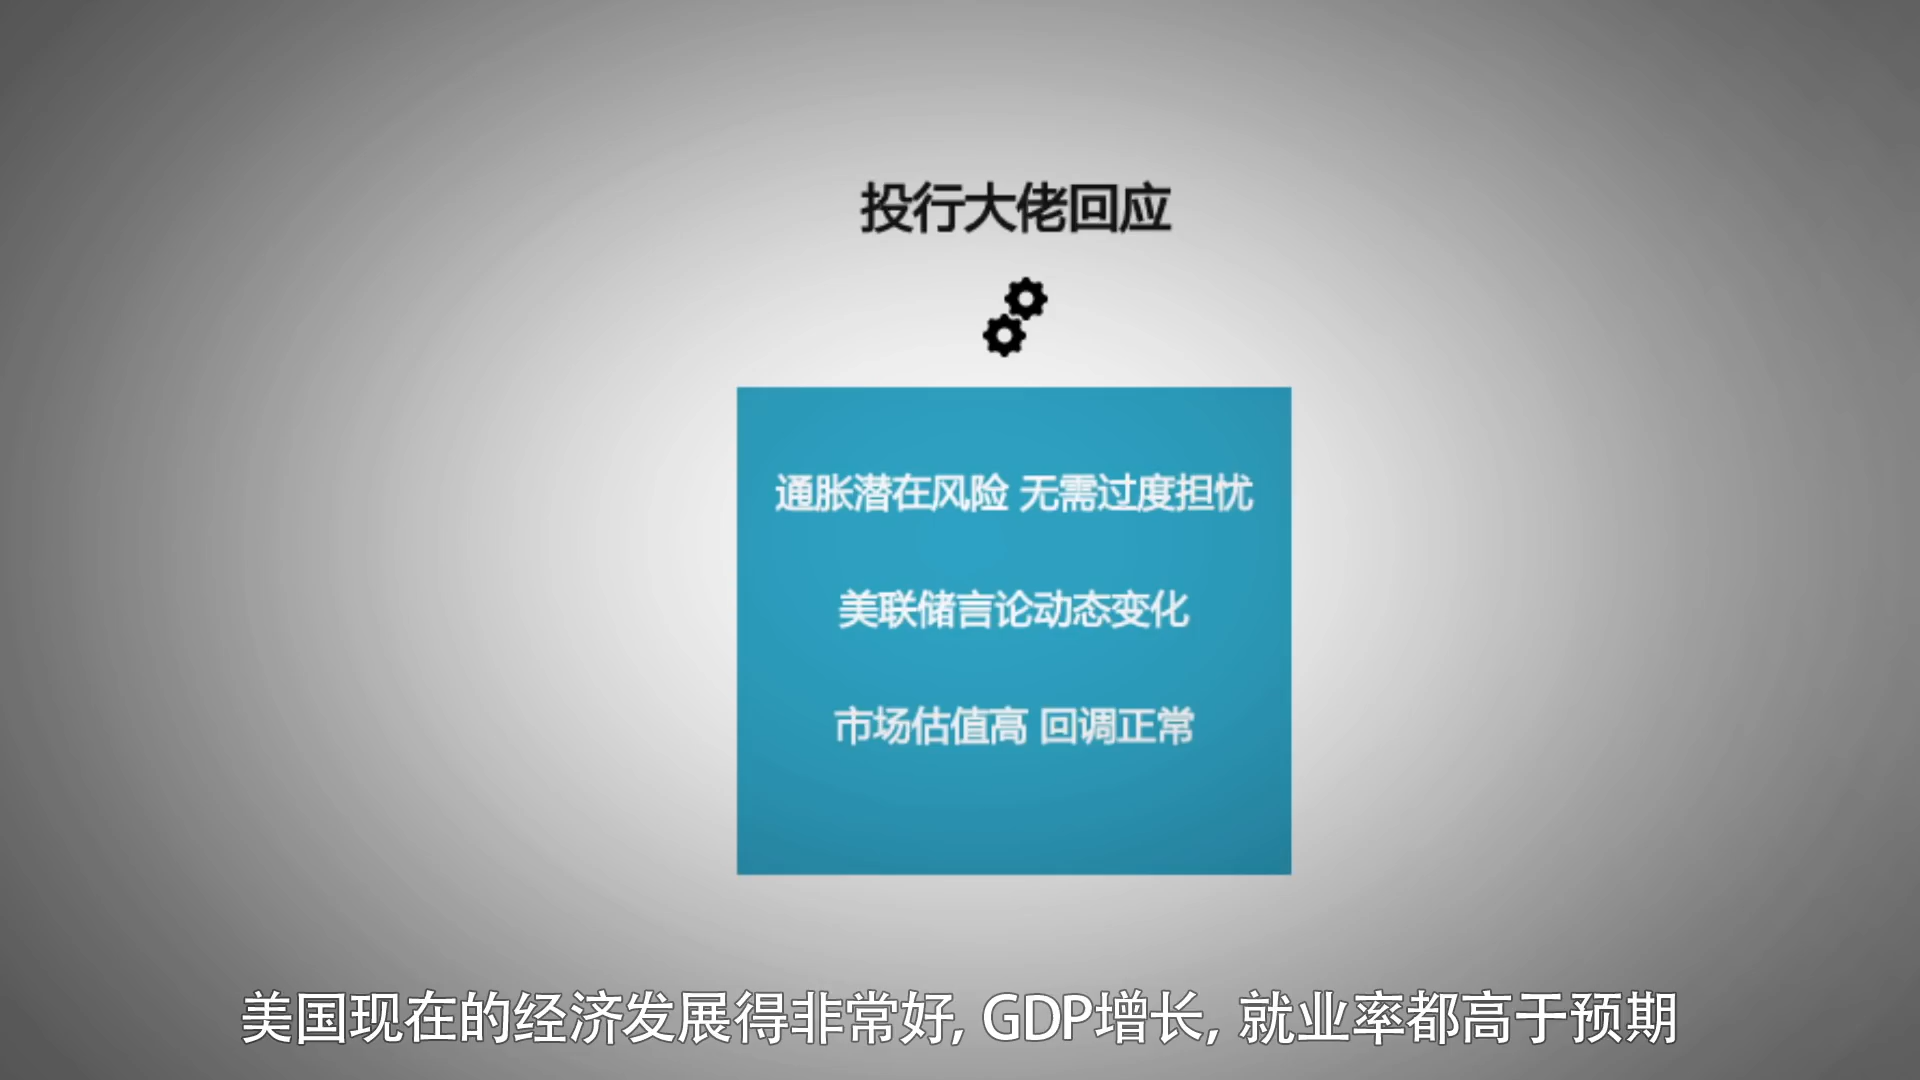 投行大佬回应
通胀潜在风险 无需过度担忧
美联储言论动态变化
市场估值高 回调正常
美国现在的经济发展得非常好, GDP增长, 就业率都高于预期